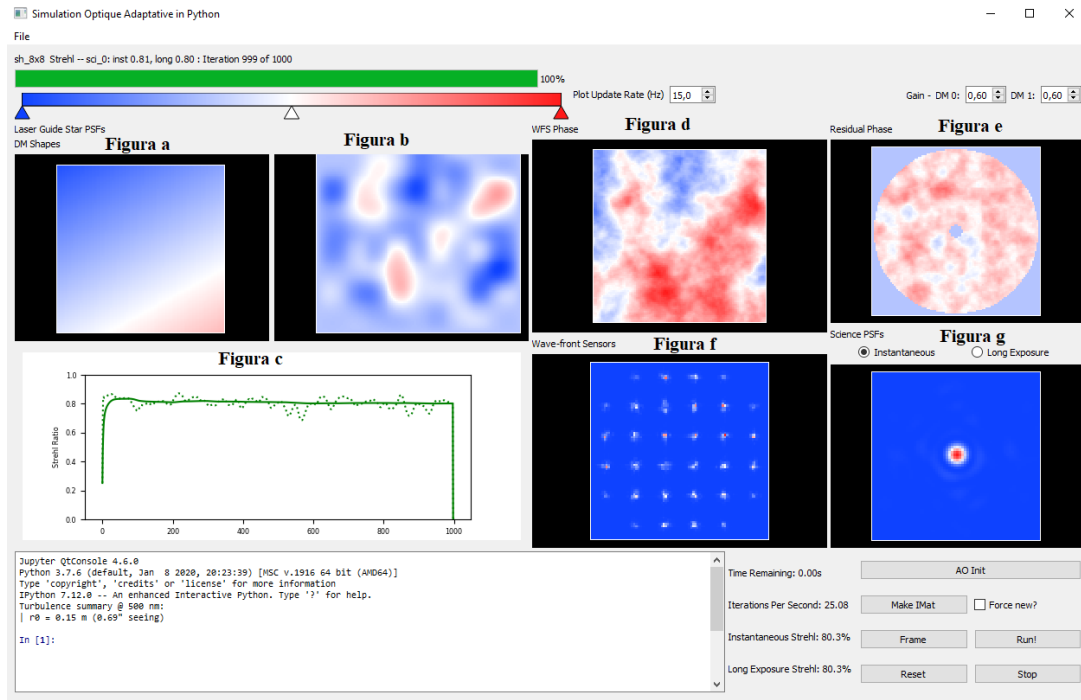 Simulation Optique Adaptative in Python
File
sh_8x8 Strehl -- sci_0: inst 0.81, long 0.80 : Iteration 999 of 1000
100%
Plot Update Rate (Hz) 15,0
Gain - DM 0: 0,60 DM 1: 0,60
Laser Guide Star PSFs
DM Shapes
Figura a
Figura b
WFS Phase
Figura d
Residual Phase
Figura e
Figura c
1.0
0.8
0.6
0.4
0.2
0.0
Strehl Ratio
0 200 400 600 800 1000
Wave-front Sensors
Figura f
Science PSFs
Figura g
Instantaneous Long Exposure
Jupyter QtConsole 4.6.0
Python 3.7.6 (default, Jan  8 2020, 20:23:39) [MSC v.1916 64 bit (AMD64)]
Type 'copyright', 'credits' or 'license' for more information
IPython 7.12.0 -- An enhanced Interactive Python. Type '?' for help.
Turbulence summary @ 500 nm:
| r0 = 0.15 m (0.69" seeing)
In [1]:
Time Remaining: 0.00s
AO Init
Iterations Per Second: 25.08
Make IMat
Force new?
Instantaneous Strehl: 80.3%
Frame
Run!
Long Exposure Strehl: 80.3%
Reset
Stop